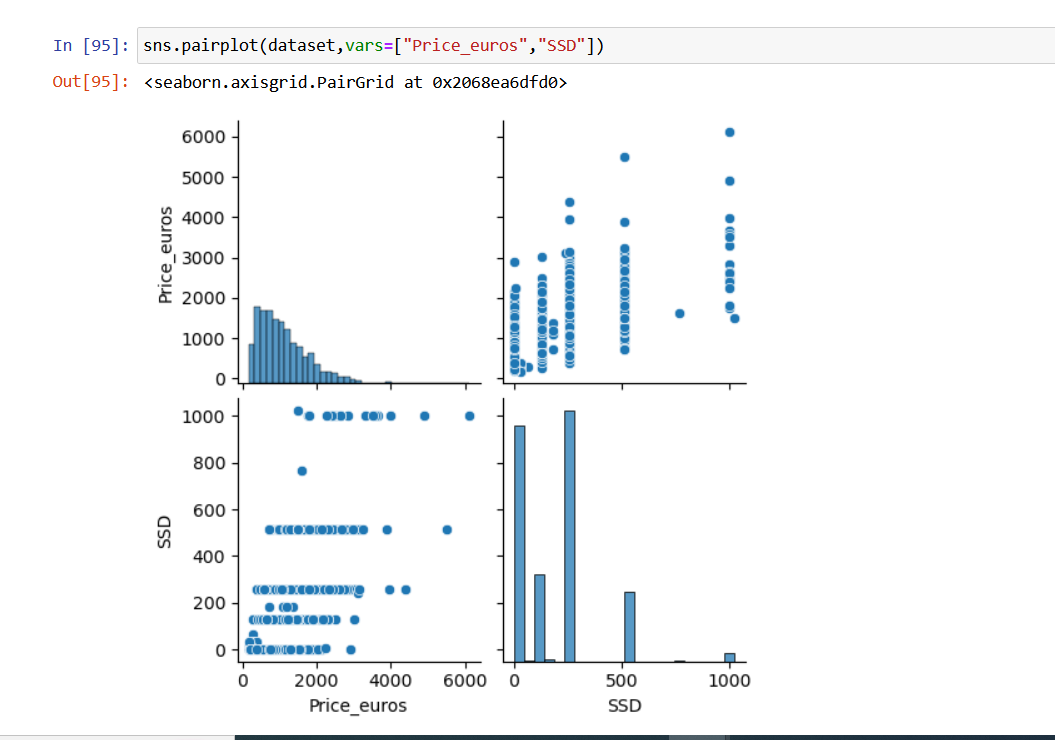 In [95]: sns.pairplot(dataset,vars=["Price_euros","SSD"])
Out[95]: <seaborn.axisgrid.PairGrid at 0x2068ea6dfd0>
6000
5000
4000
3000
2000
1000
0
Price_euros
1000
800
600
400
200
0
SSD
0 2000 4000 6000
Price_euros
0 500 1000
SSD